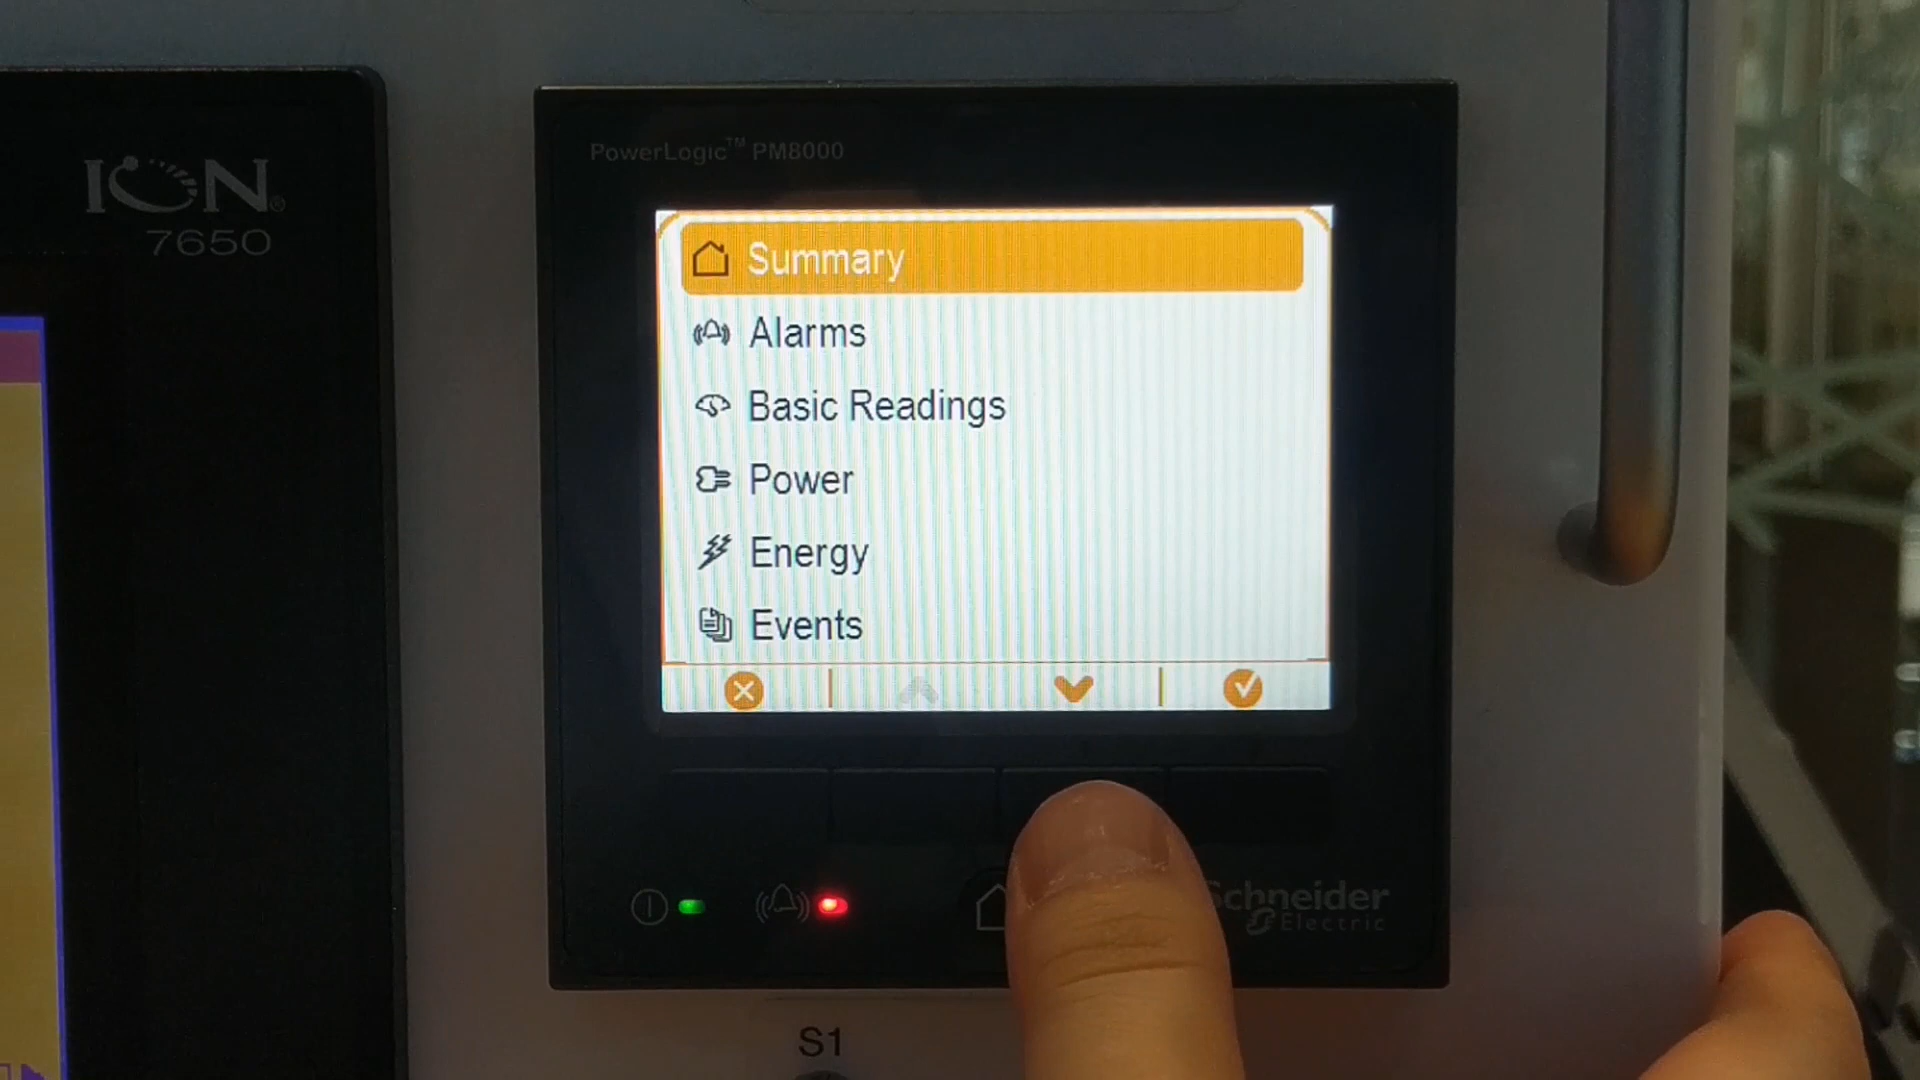 ION®
7650
PowerLogic™ PM8000
Summary
Alarms
Basic Readings
Power
Energy
Events
Schneider
Electric
S1